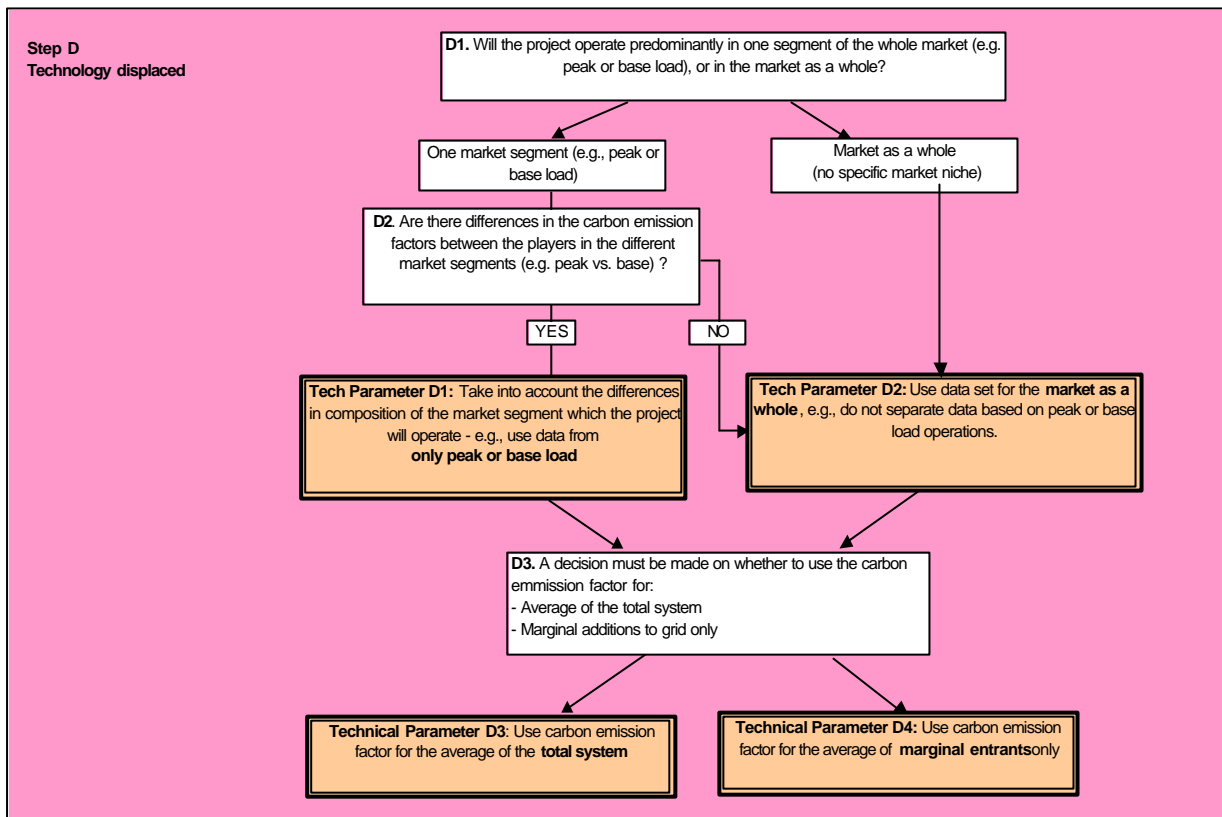 Step D
Technology displaced
D1. Will the project operate predominantly in one segment of the whole market (e.g.
peak or base load), or in the market as a whole?
One market segment (e.g., peak or
base load)
Market as a whole
(no specific market niche)
D2. Are there differences in the carbon emission
factors between the players in the different
market segments (e.g. peak vs. base) ?
YES
NO
Tech Parameter D1: Take into account the differences
in composition of the market segment which the project
will operate - e.g., use data from
only peak or base load
Tech Parameter D2: Use data set for the market as a
whole, e.g., do not separate data based on peak or base
load operations.
D3. A decision must be made on whether to use the carbon
emmission factor for:
- Average of the total system
- Marginal additions to grid only
Technical Parameter D3: Use carbon emission
factor for the average of the total system
Technical Parameter D4: Use carbon emission
factor for the average of marginal entrantsonly